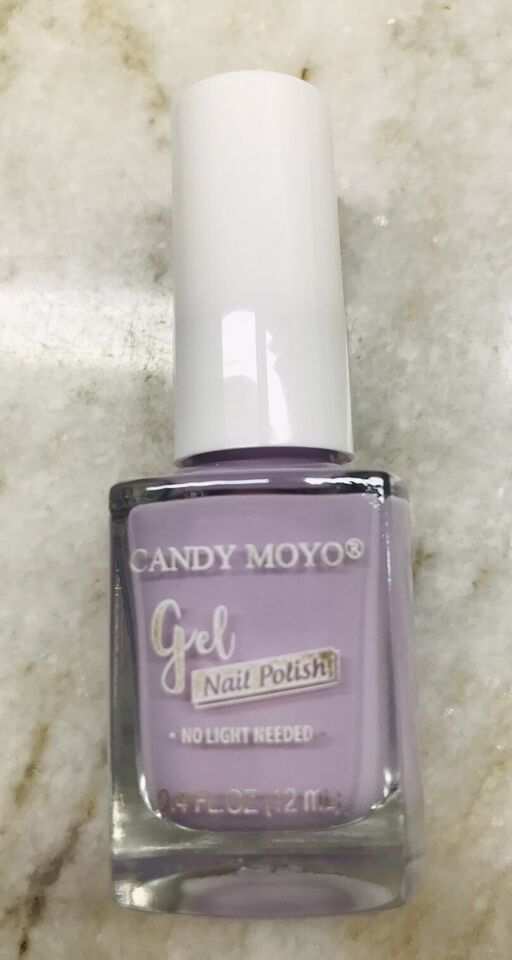 CANDY MOYO®
Gel
Nail Polish
• NO LIGHT NEEDED •
0.4 FL.OZ (12 mL)